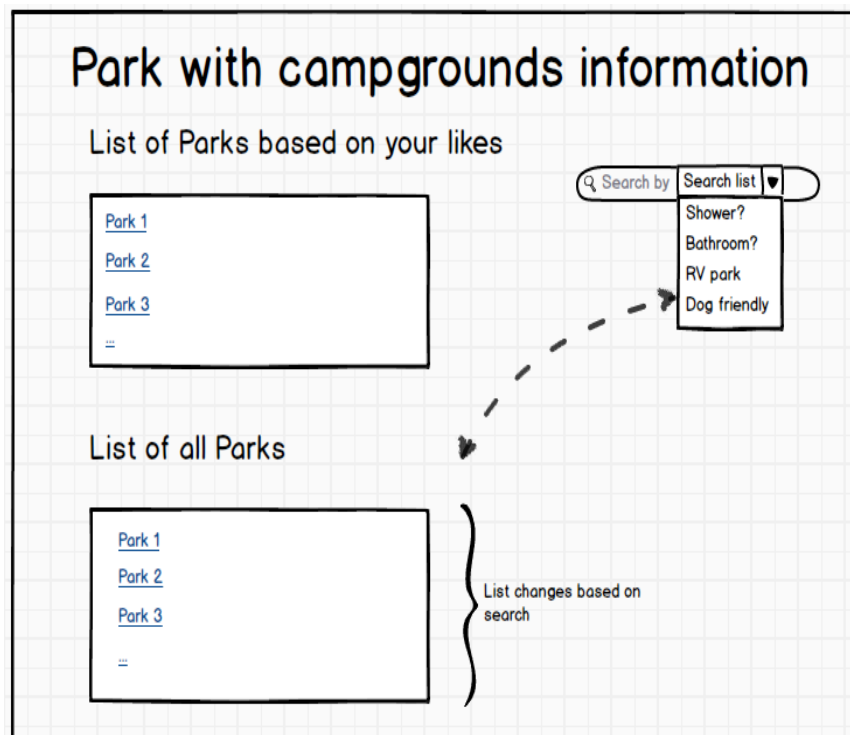 Park with campgrounds information
List of Parks based on your likes
Search by
Search list
Shower?
Bathroom?
RV park
Dog friendly
Park 1
Park 2
Park 3
...
List of all Parks
Park 1
Park 2
Park 3
...
List changes based on
search